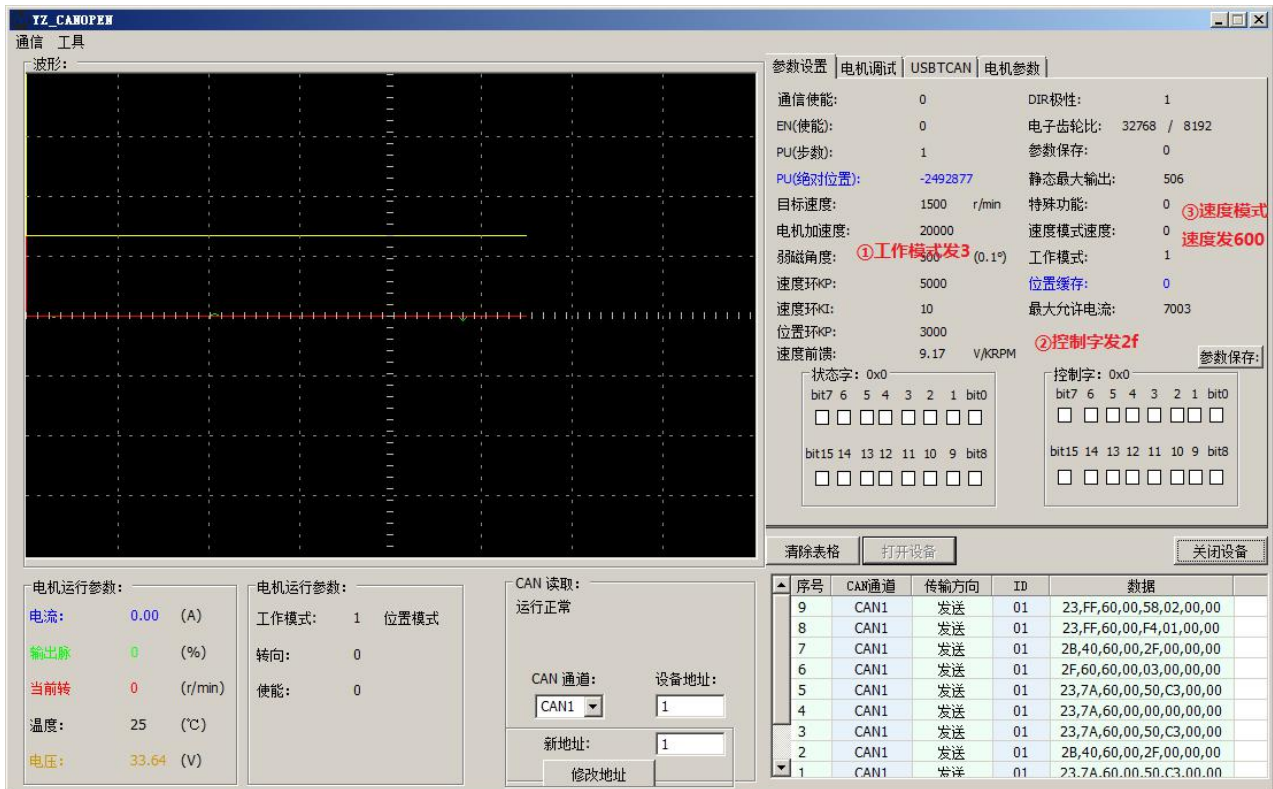 YZ_CANOPEN
通信 工具
波形:
参数设置 电机调试 USBTCAN 电机参数
通信使能: 0 DIR极性: 1
EN(使能): 0 电子齿轮比: 32768 / 8192
PU(步数): 1 参数保存: 0
PU(绝对位置): -2492877 静态最大输出: 506
目标速度: 1500 r/min 特殊功能: 0 ③速度模式
电机加速度: 20000 速度模式速度: 0 速度发600
弱磁角度: 500 (0.1º) 工作模式: 1
①工作模式发3
速度环KP: 5000 位置缓存: 0
速度环KI: 10 最大允许电流: 7003
位置环KP: 3000
②控制字发2f
速度前馈: 9.17 V/KRPM 参数保存:
状态字: 0x0 控制字: 0x0
bit7 6 5 4 3 2 1 bit0 bit7 6 5 4 3 2 1 bit0
bit15 14 13 12 11 10 9 bit8 bit15 14 13 12 11 10 9 bit8
清除表格 打开设备 关闭设备
电机运行参数:
电流: 0.00 (A)
输出脉 0 (%)
当前转 0 (r/min)
温度: 25 (℃)
电压: 33.64 (V)
电机运行参数:
工作模式: 1 位置模式
转向: 0
使能: 0
CAN 读取:
运行正常
CAN 通道: 设备地址:
CAN1 1
新地址: 1
修改地址
序号 CAN通道 传输方向 ID 数据
9 CAN1 发送 01 23,FF,60,00,58,02,00,00
8 CAN1 发送 01 23,FF,60,00,F4,01,00,00
7 CAN1 发送 01 2B,40,60,00,2F,00,00,00
6 CAN1 发送 01 2F,60,60,00,03,00,00,00
5 CAN1 发送 01 23,7A,60,00,50,C3,00,00
4 CAN1 发送 01 23,7A,60,00,00,00,00,00
3 CAN1 发送 01 23,7A,60,00,50,C3,00,00
2 CAN1 发送 01 2B,40,60,00,2F,00,00,00
1 CAN1 发送 01 23,7A,60,00,50,C3,00,00